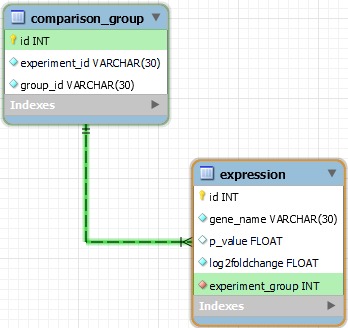 comparison_group
id INT
experiment_id VARCHAR(30)
group_id VARCHAR(30)
Indexes
expression
id INT
gene_name VARCHAR(30)
p_value FLOAT
log2foldchange FLOAT
experiment_group INT
Indexes